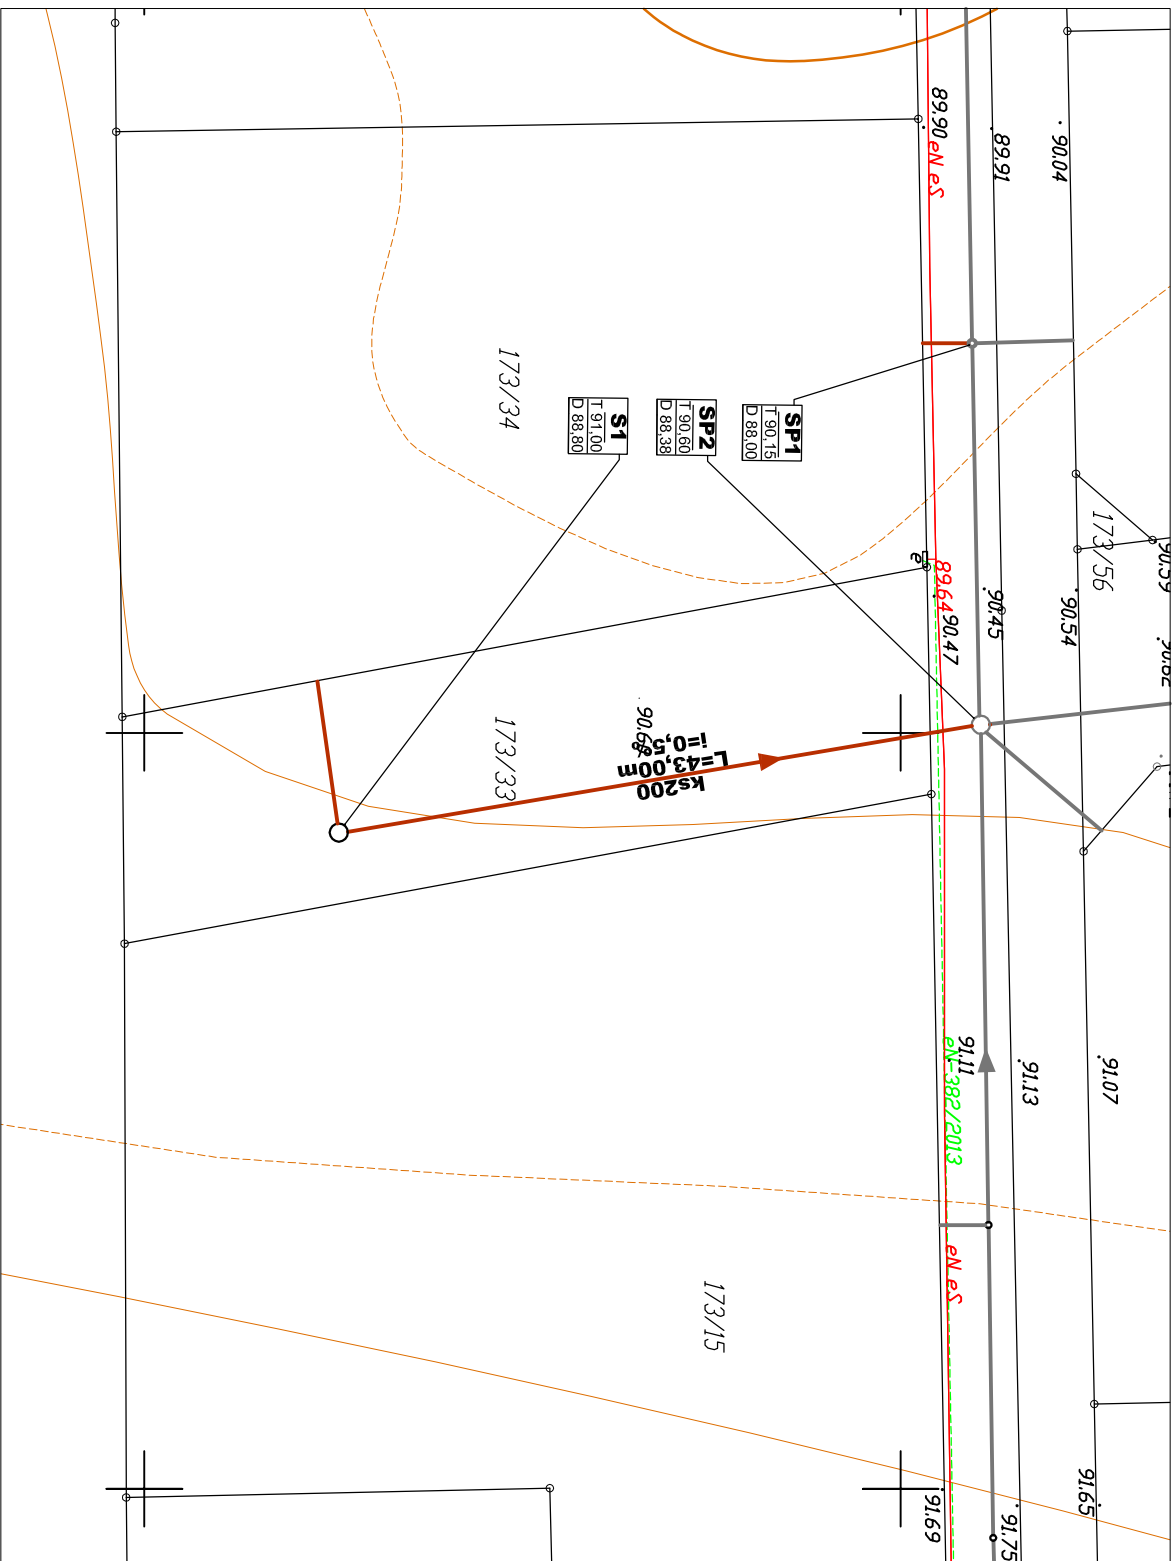 89.90
eN eS
89.91
90.04
173/34
S1
T 91,00
D 88,80
SP2
T 90,60
D 88,38
SP1
T 90,15
D 88,00
173/56
90.59
e
89.64
90.47
90.45
90.54
173/33
ks200
L=43,00m
i=0,5%
91.11
eN-382/2013
91.13
91.07
eN eS
173/15
91.69
91.75
91.65